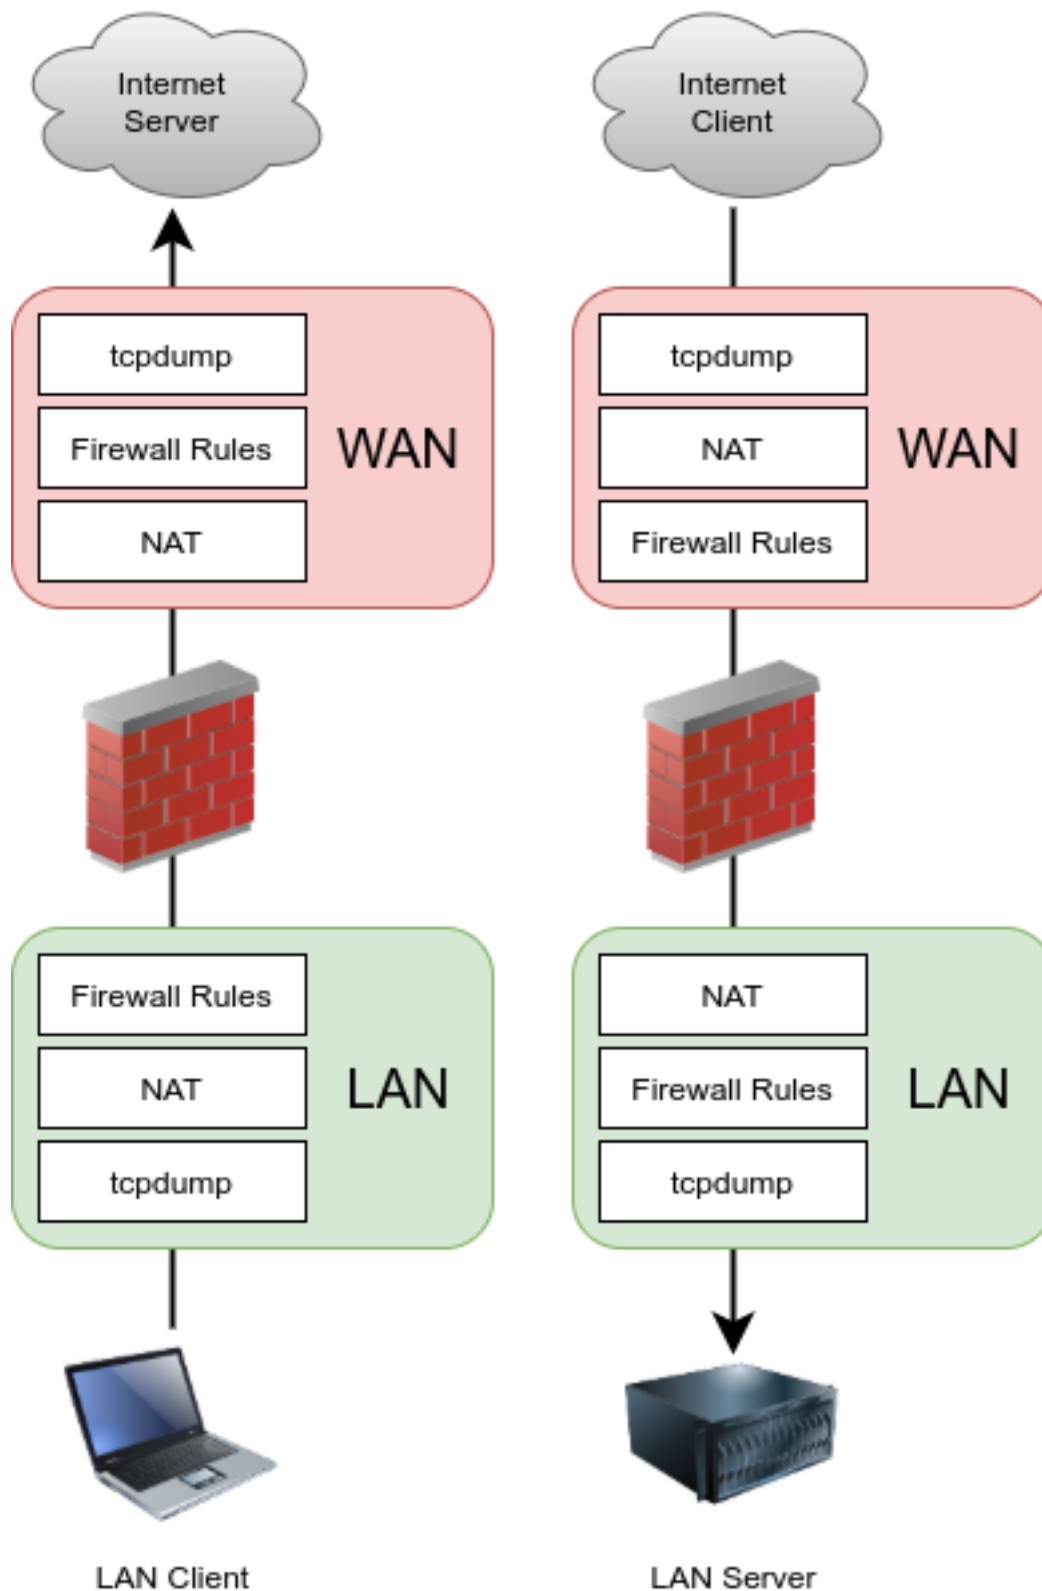 Internet
Server
tcpdump
Firewall Rules
NAT
WAN
Firewall Rules
NAT
tcpdump
LAN
LAN Client
Internet
Client
tcpdump
NAT
Firewall Rules
WAN
NAT
Firewall Rules
tcpdump
LAN
LAN Server